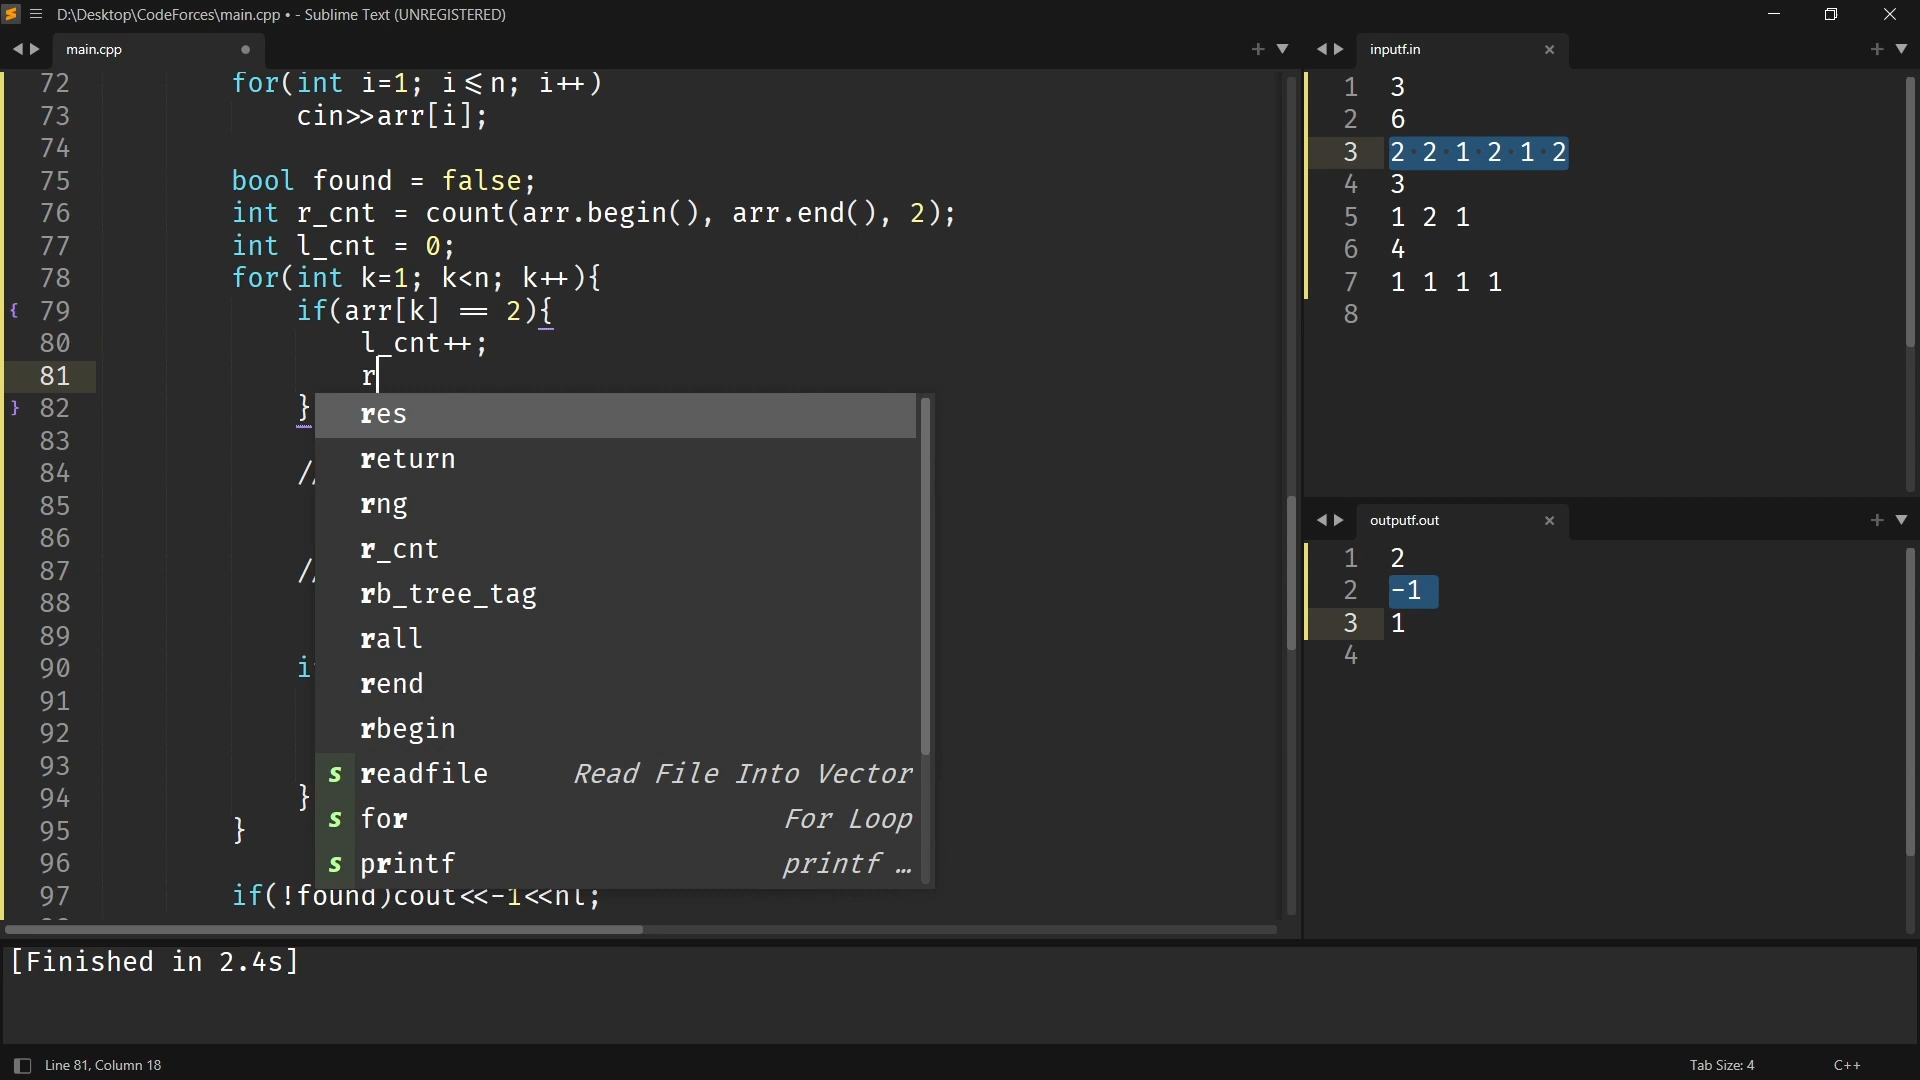 D:\Desktop\CodeForces\main.cpp • - Sublime Text (UNREGISTERED)
main.cpp
72 for(int i=1; i<=n; i++)
73 cin>>arr[i];
74
75 bool found = false;
76 int r_cnt = count(arr.begin(), arr.end(), 2);
77 int l_cnt = 0;
78 for(int k=1; k<n; k++){
{ 79 if(arr[k] == 2){
80 l_cnt++;
81 r
} 82 }
83
84 //
85
86
87 //
88
89
90 i
91
92
93
94 }
95 }
96
97 if(!found)cout<<-1<<nl;
res
return
rng
r_cnt
rb_tree_tag
rall
rend
rbegin
s readfile Read File Into Vector
s for For Loop
s printf printf …
inputf.in
1 3
2 6
3 2 2 1 2 1 2
4 3
5 1 2 1
6 4
7 1 1 1 1
8
outputf.out
1 2
2 -1
3 1
4
[Finished in 2.4s]
Line 81, Column 18
Tab Size: 4
C++